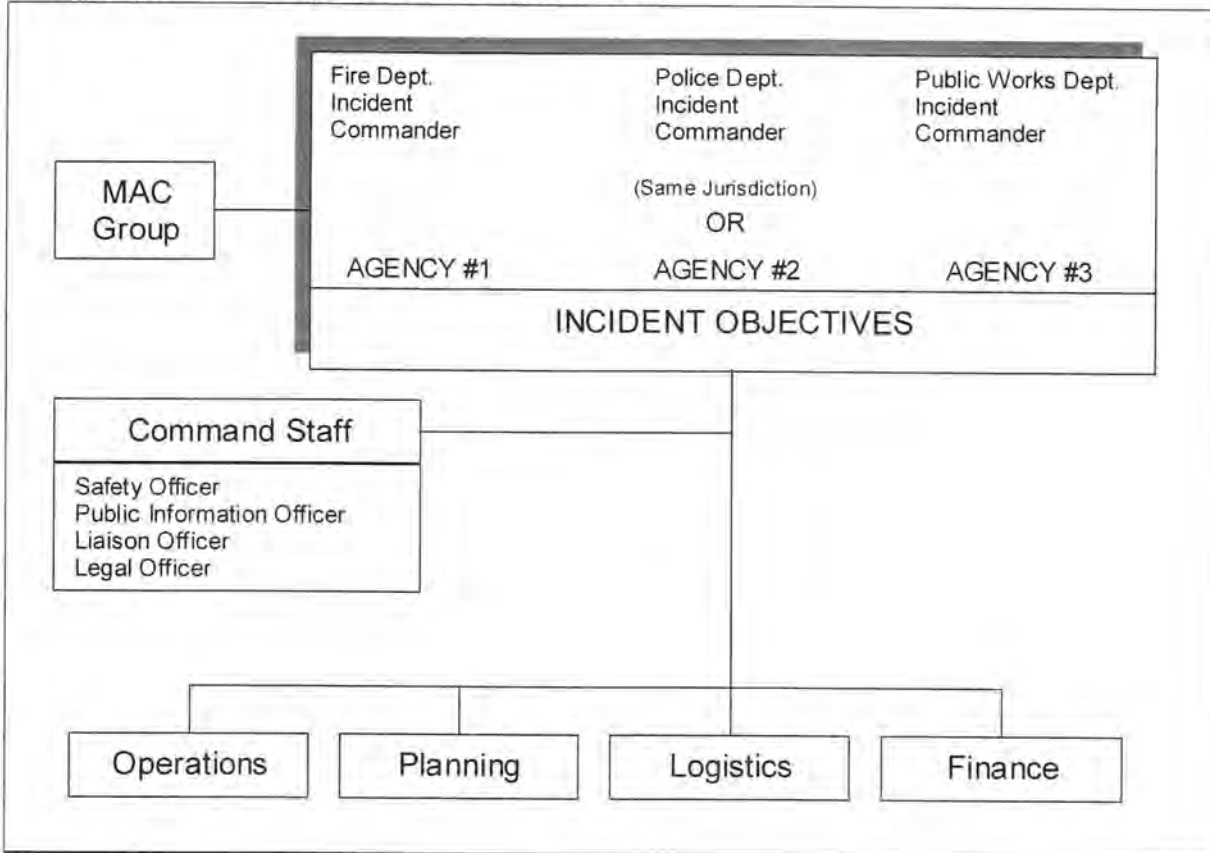 Fire Dept.
Incident
Commander
Police Dept.
Incident
Commander
Public Works Dept.
Incident
Commander
(Same Jurisdiction)
OR
AGENCY #1
AGENCY #2
AGENCY #3
INCIDENT OBJECTIVES
MAC
Group
Command Staff
Safety Officer
Public Information Officer
Liaison Officer
Legal Officer
Operations
Planning
Logistics
Finance